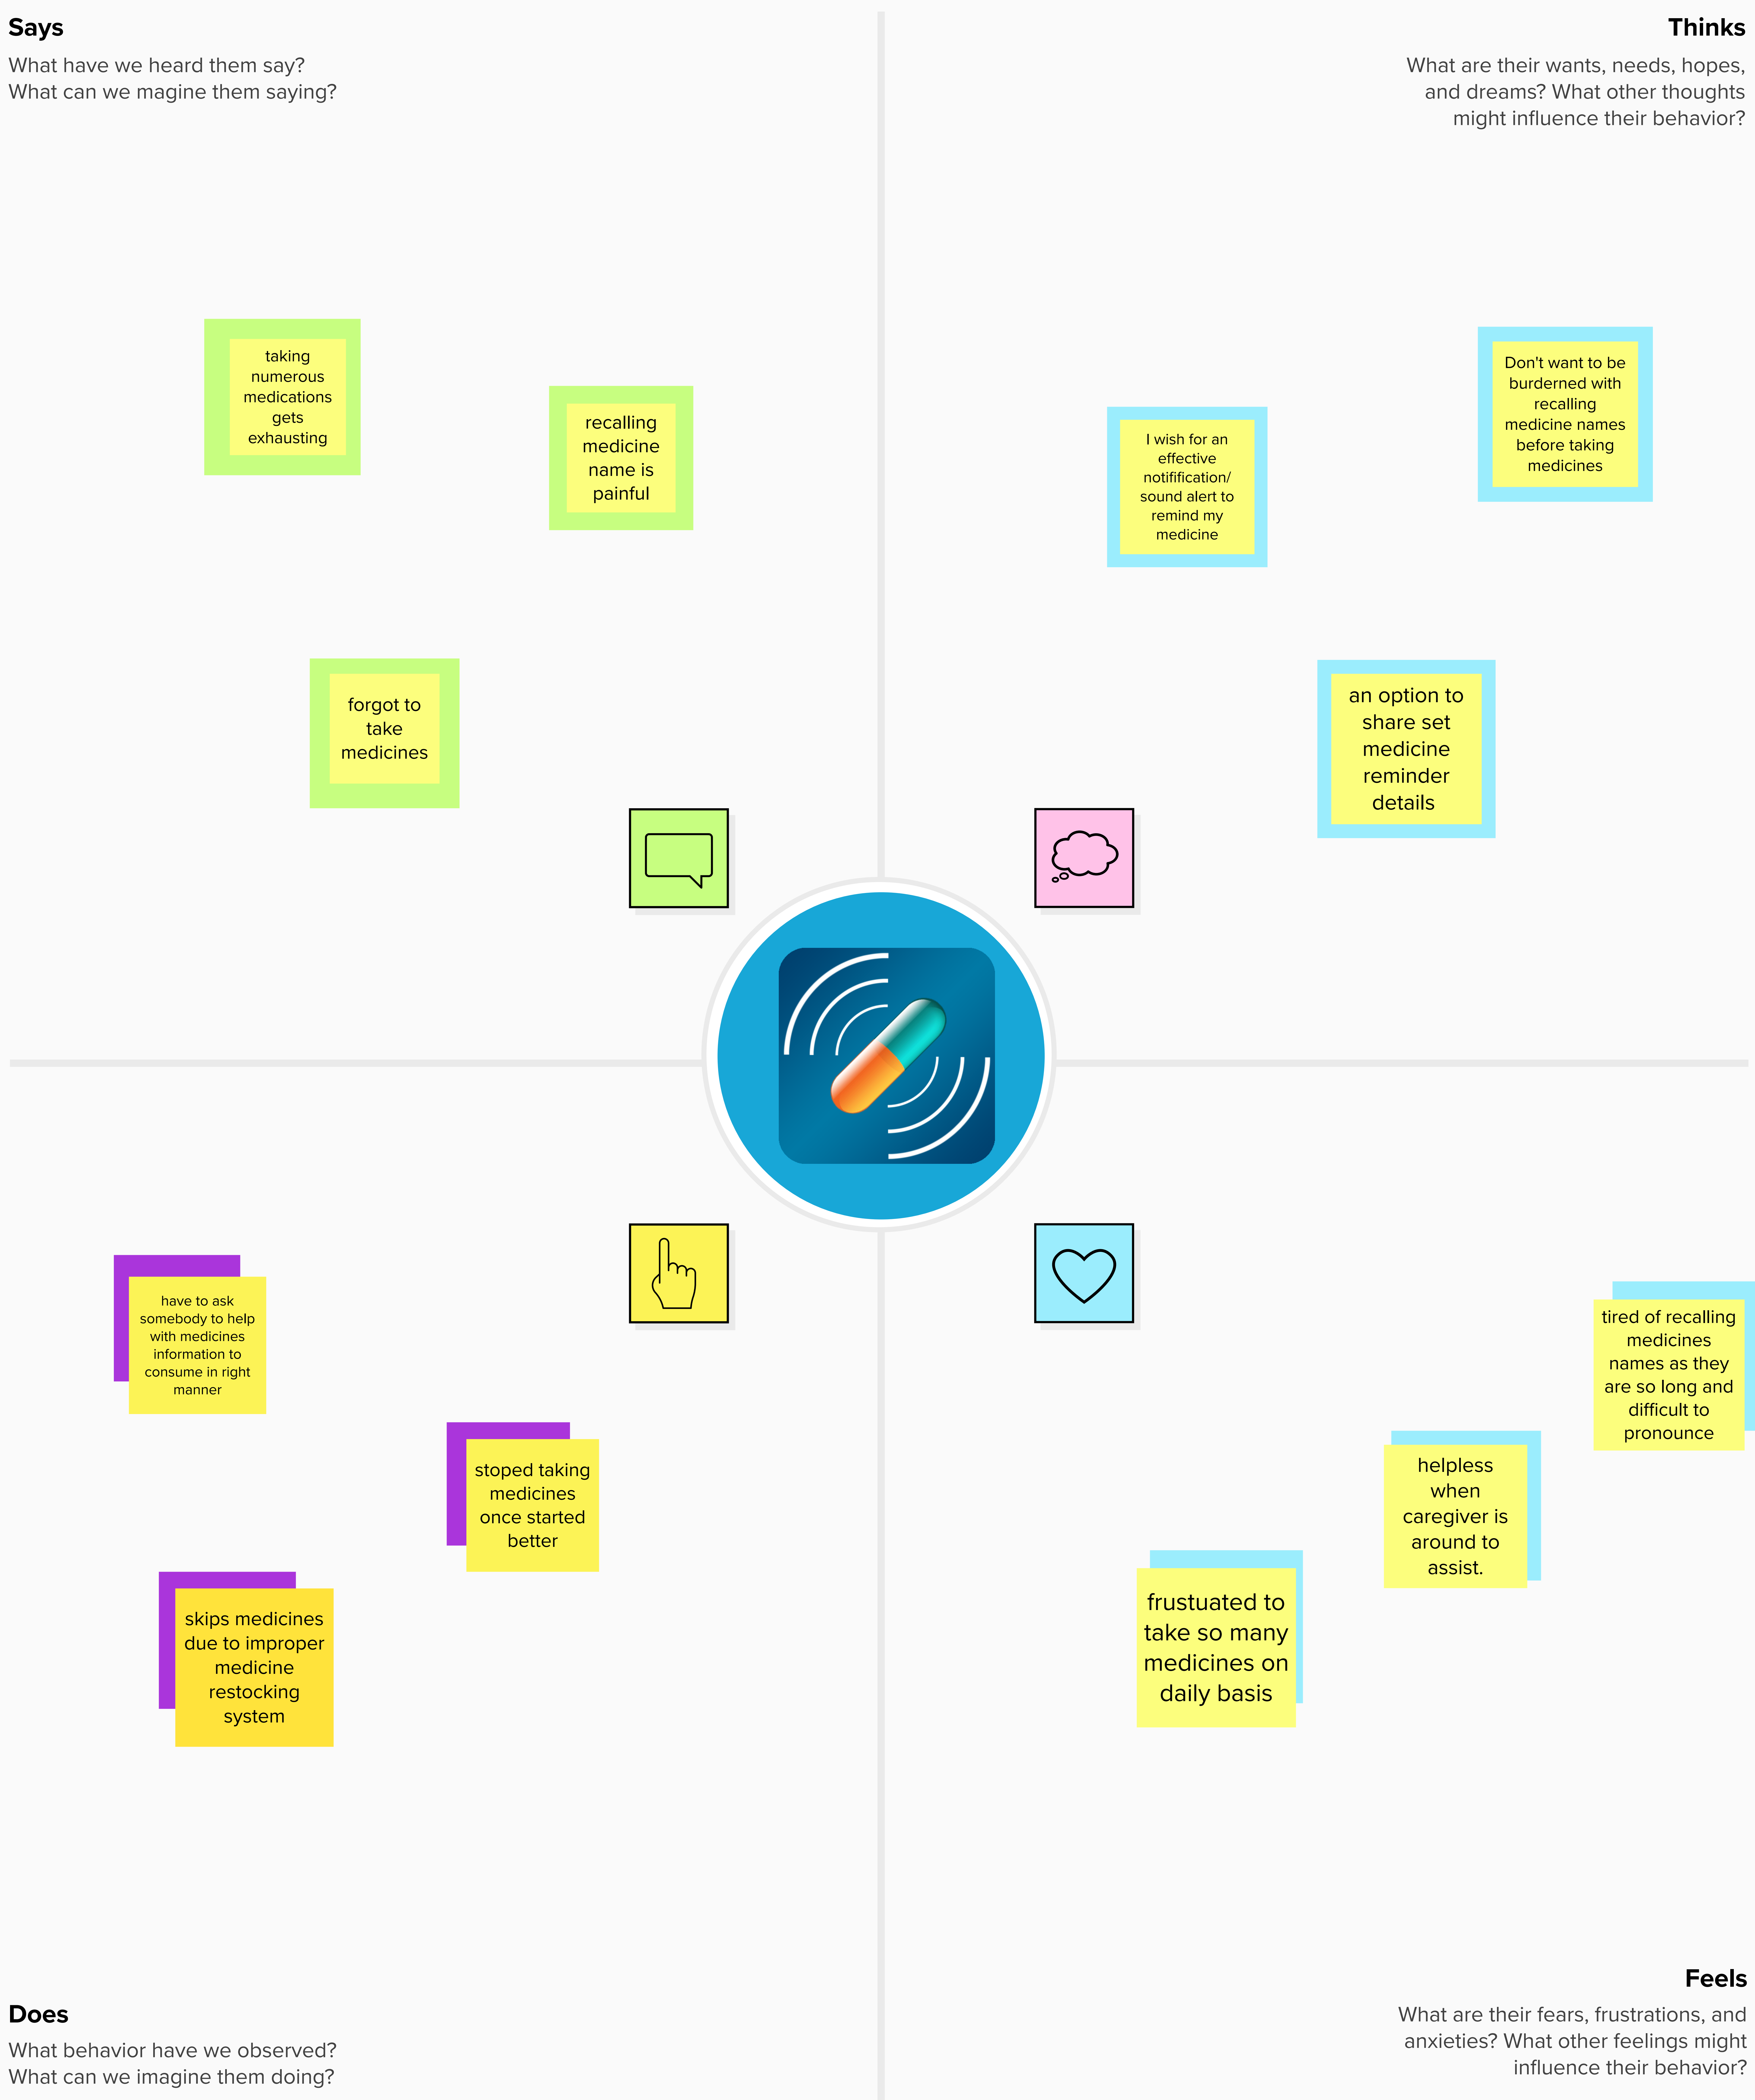 Says
What have we heard them say?
What can we magine them saying?
Thinks
What are their wants, needs, hopes,
and dreams? What other thoughts
might influence their behavior?
taking
numerous
medications
gets
exhausting
recalling
medicine
name is
painful
forgot to
take
medicines
I wish for an
effective
notifification/
sound alert to
remind my
medicine
Don't want to be
burderned with
recalling
medicine names
before taking
medicines
an option to
share set
medicine
reminder
details
have to ask
somebody to help
with medicines
information to
consume in right
manner
stoped taking
medicines
once started
better
skips medicines
due to improper
medicine
restocking
system
tired of recalling
medicines
names as they
are so long and
difficult to
pronounce
helpless
when
caregiver is
around to
assist.
frustuated to
take so many
medicines on
daily basis
Does
What behavior have we observed?
What can we imagine them doing?
Feels
What are their fears, frustrations, and
anxieties? What other feelings might
influence their behavior?